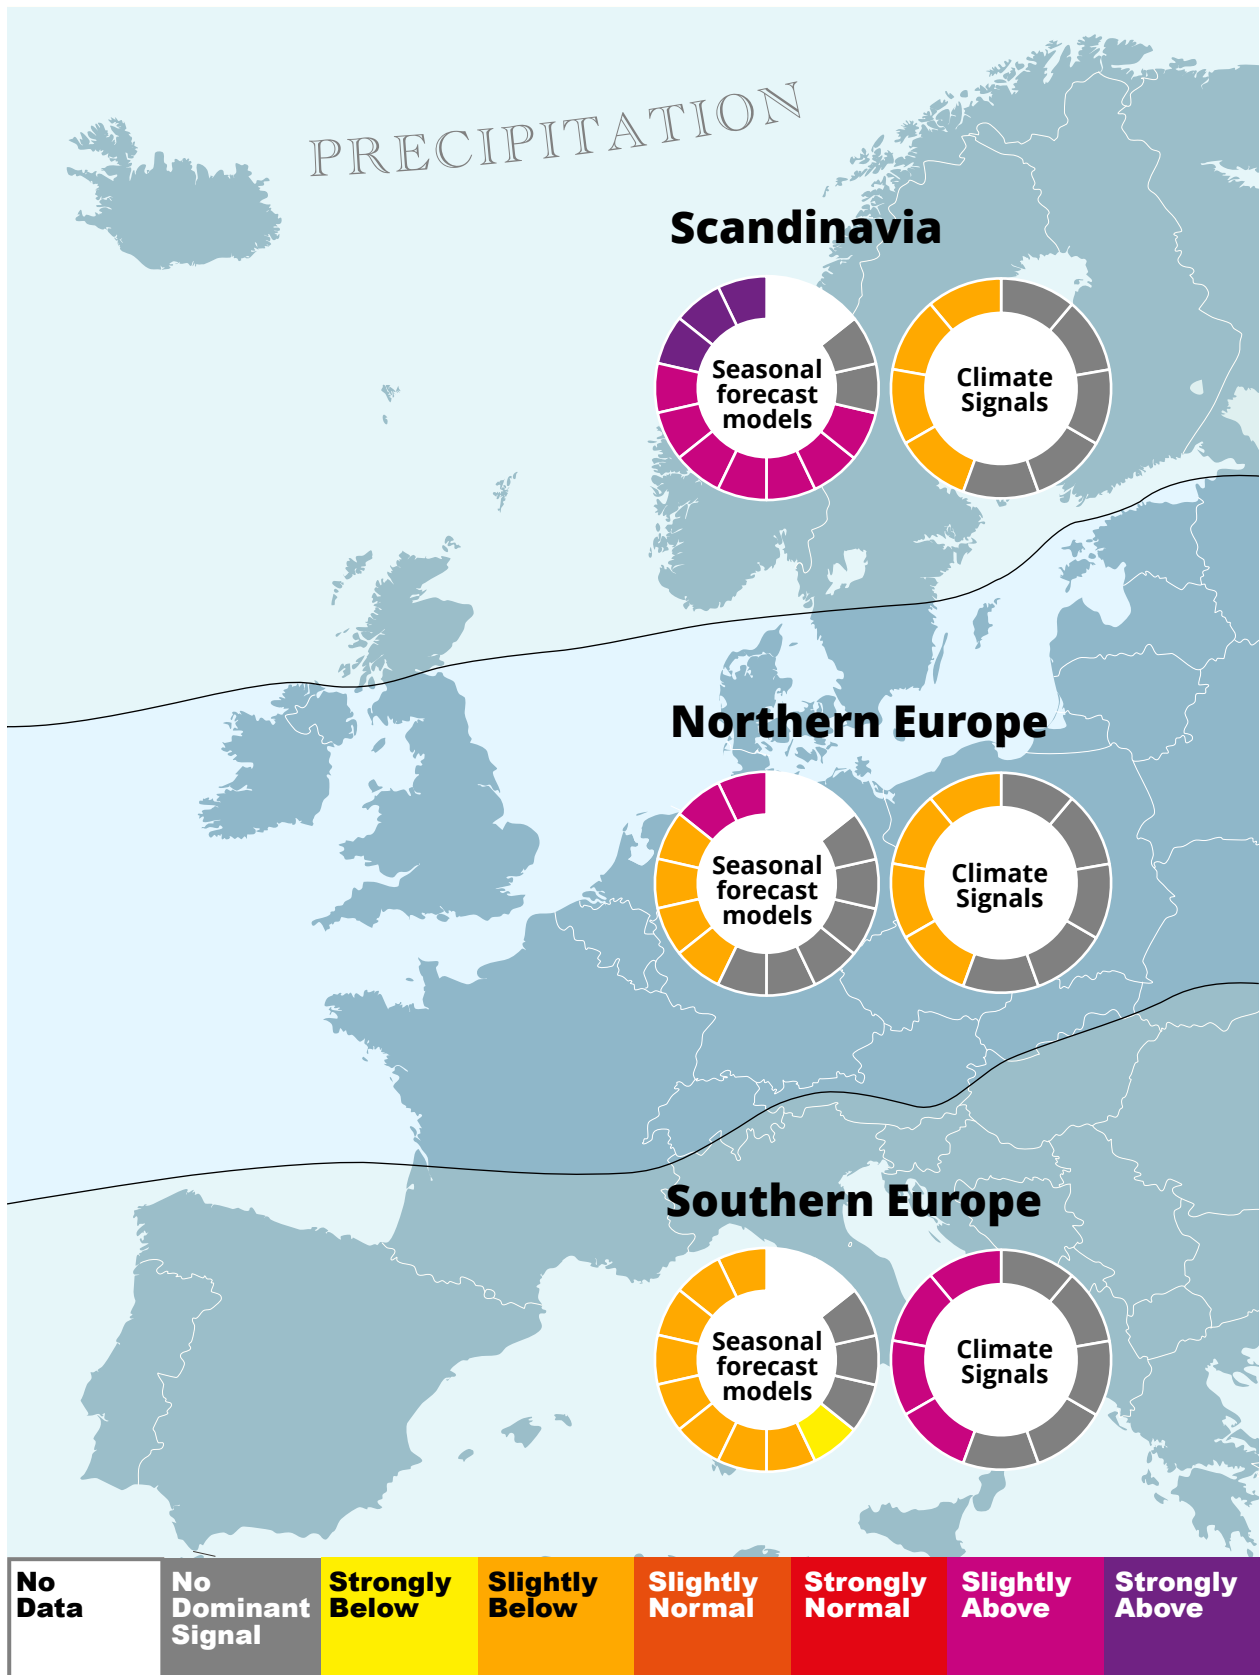 PRECIPITATION
Scandinavia
Seasonal
forecast
models
Climate
Signals
Northern Europe
Seasonal
forecast
models
Climate
Signals
Southern Europe
Seasonal
forecast
models
Climate
Signals
No
Data
No
Dominant
Signal
Strongly
Below
Slightly
Below
Slightly
Normal
Strongly
Normal
Slightly
Above
Strongly
Above